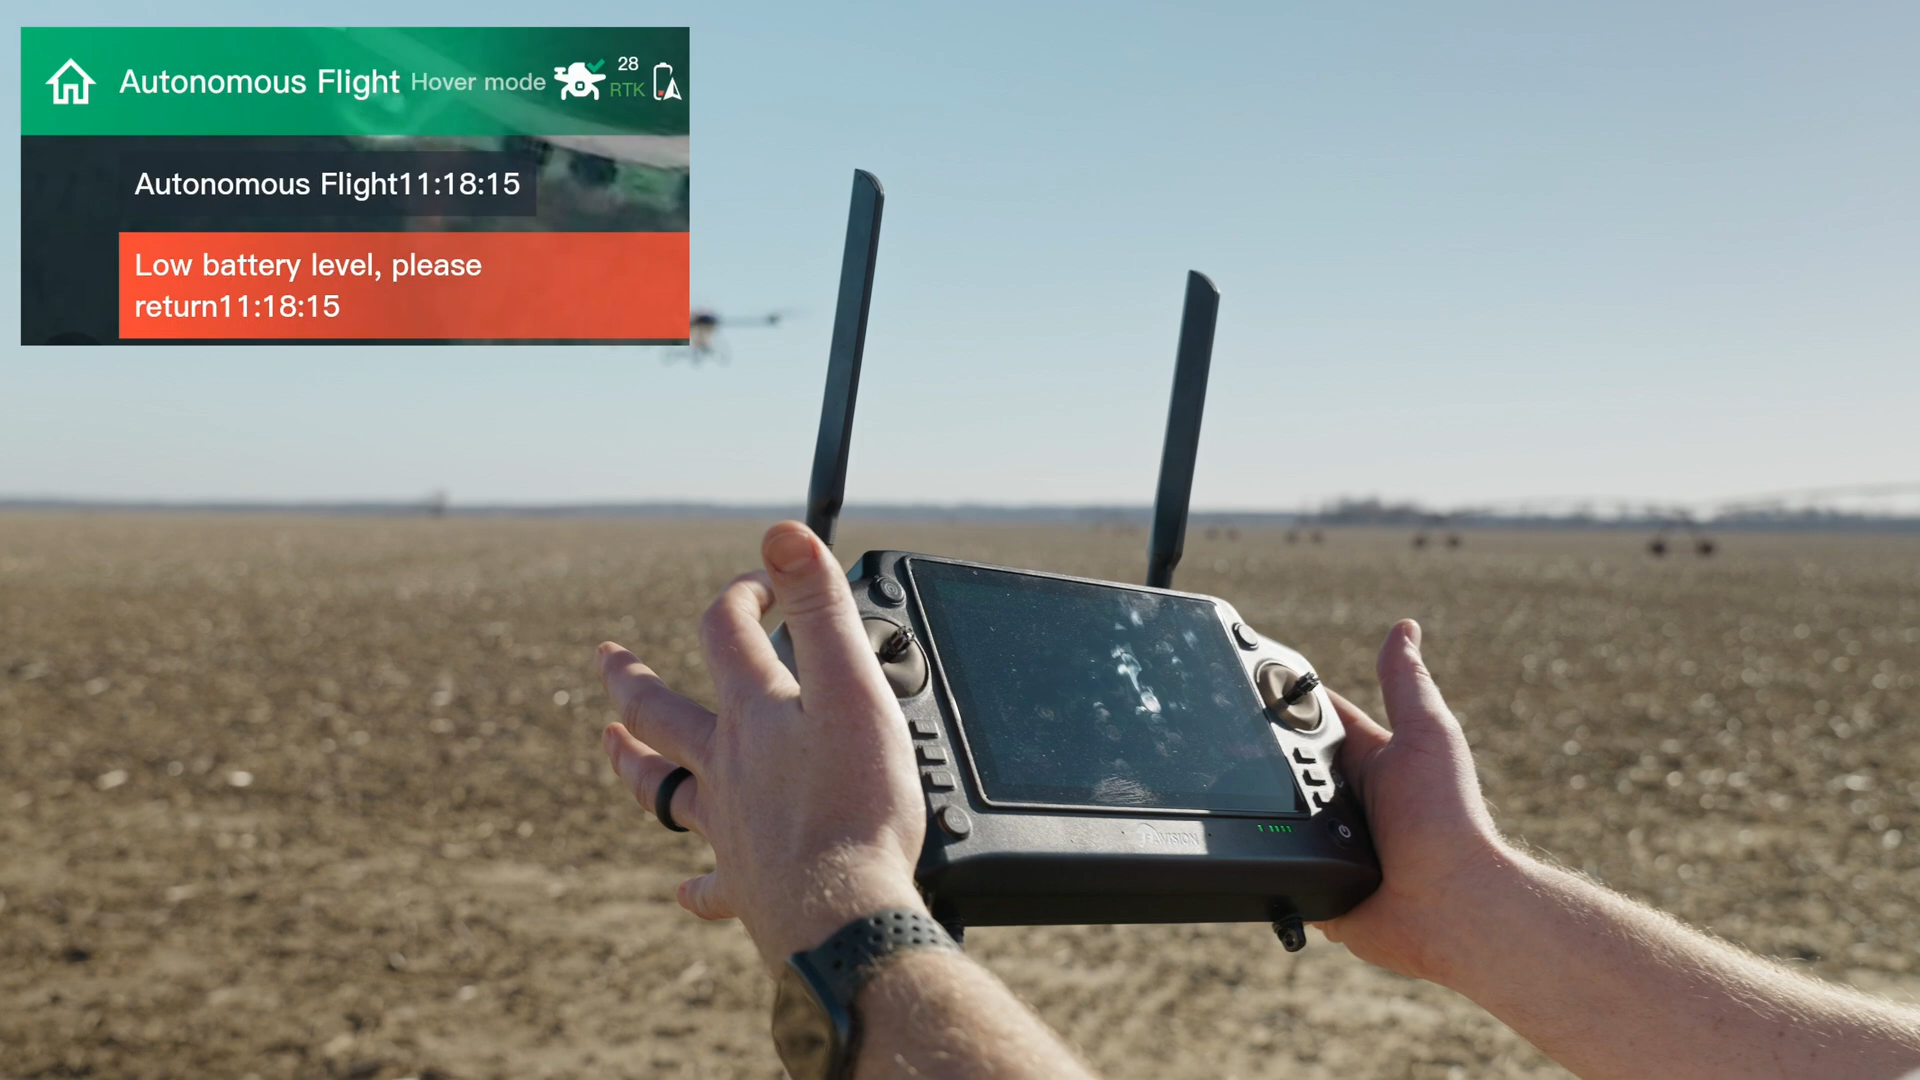 Autonomous Flight Hover mode 28
RTK
Autonomous Flight11:18:15
Low battery level, please
return11:18:15